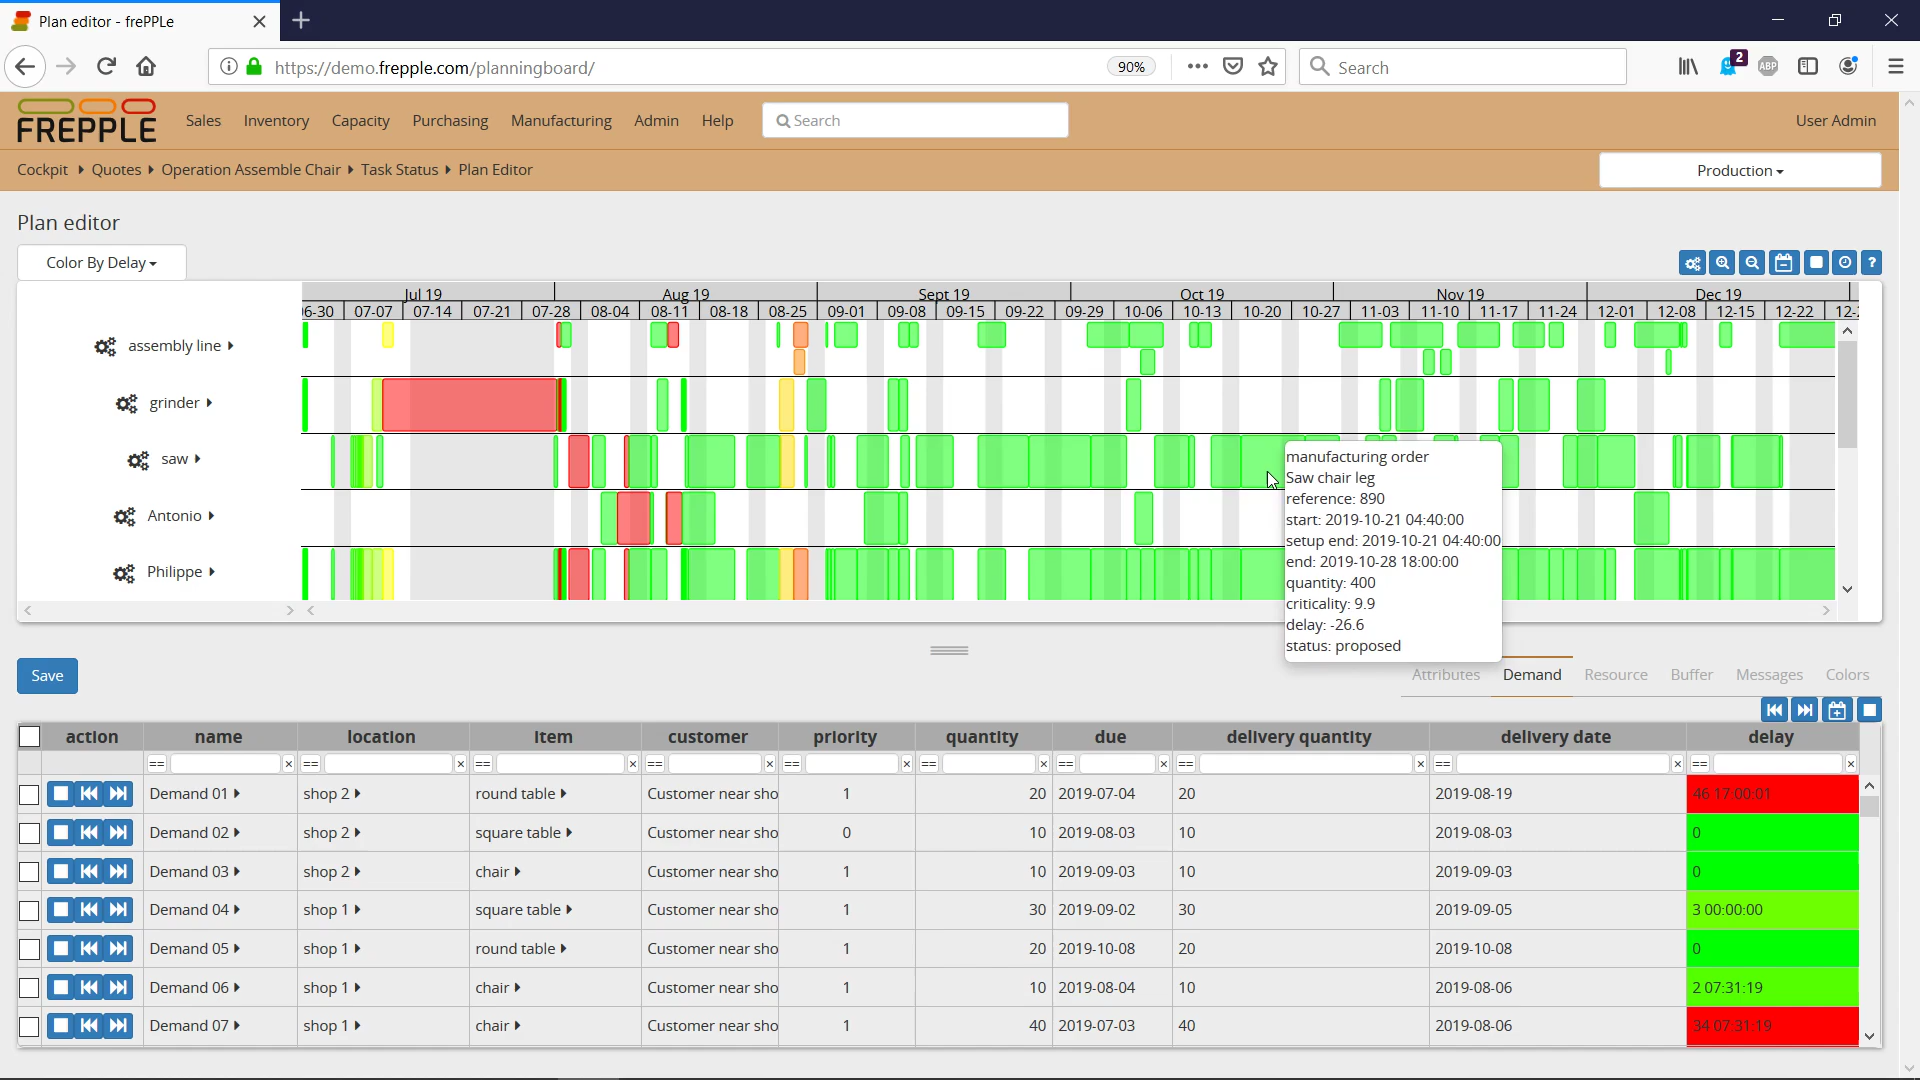 Plan editor - frePPLe
https://demo.frepple.com/planningboard/
90%
Search
2
ABP
FREPPLE
Sales Inventory Capacity Purchasing Manufacturing Admin Help
Search
User Admin
Cockpit Quotes Operation Assemble Chair Task Status Plan Editor
Production
Plan editor
Color By Delay
?
Jul 19 Aug 19 Sept 19 Oct 19 Nov 19 Dec 19
06-30 07-07 07-14 07-21 07-28 08-04 08-11 08-18 08-25 09-01 09-08 09-15 09-22 09-29 10-06 10-13 10-20 10-27 11-03 11-10 11-17 11-24 12-01 12-08 12-15 12-22 12-2
assembly line
grinder
saw
Antonio
Philippe
manufacturing order
Saw chair leg
reference: 890
start: 2019-10-21 04:40:00
setup end: 2019-10-21 04:40:00
end: 2019-10-28 18:00:00
quantity: 400
criticality: 9.9
delay: -26.6
status: proposed
Save
Attributes Demand Resource Buffer Messages Colors
action name location item customer priority quantity due delivery quantity delivery date delay
== x == x == x == x == x == x == x == x == x == x
Demand 01 shop 2 round table Customer near sho 1 20 2019-07-04 20 2019-08-19 46 17:00:01
Demand 02 shop 2 square table Customer near sho 0 10 2019-08-03 10 2019-08-03 0
Demand 03 shop 2 chair Customer near sho 1 10 2019-09-03 10 2019-09-03 0
Demand 04 shop 1 square table Customer near sho 1 30 2019-09-02 30 2019-09-05 3 00:00:00
Demand 05 shop 1 round table Customer near sho 1 20 2019-10-08 20 2019-10-08 0
Demand 06 shop 1 chair Customer near sho 1 10 2019-08-04 10 2019-08-06 2 07:31:19
Demand 07 shop 1 chair Customer near sho 1 40 2019-07-03 40 2019-08-06 34 07:31:19